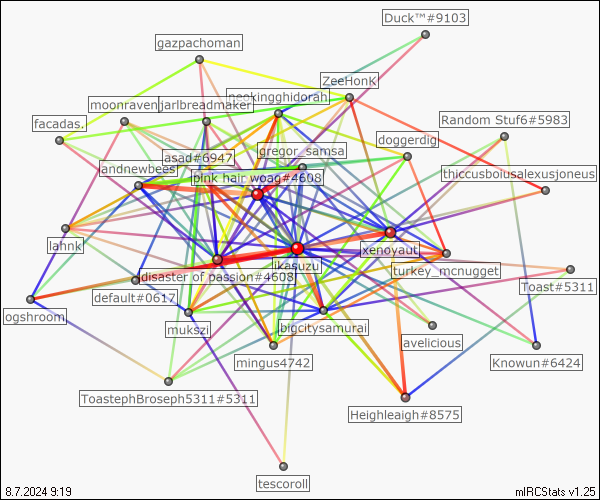 Duck™#9103
gazpachoman
ZeeHonK
neokingghidorah
moonraven
jarlbreadmaker
facadas.
Random Stuf6#5983
doggerdig
gregor_samsa
asad#6947
landnewbees
pink hair woag#4608
thiccusboiusalexusjoneus
lahnk
xenoyaut
ikasuzu
turkey_mcnugget
disaster of passion#4608
Toast#5311
default#0617
ogshroom
mukszi
bigcitysamurai
avelicious
mingus4742
Knowun#6424
ToastephBroseph5311#5311
Heighleaigh#8575
tescoroll
8.7.2024 9:19
mIRCStats v1.25